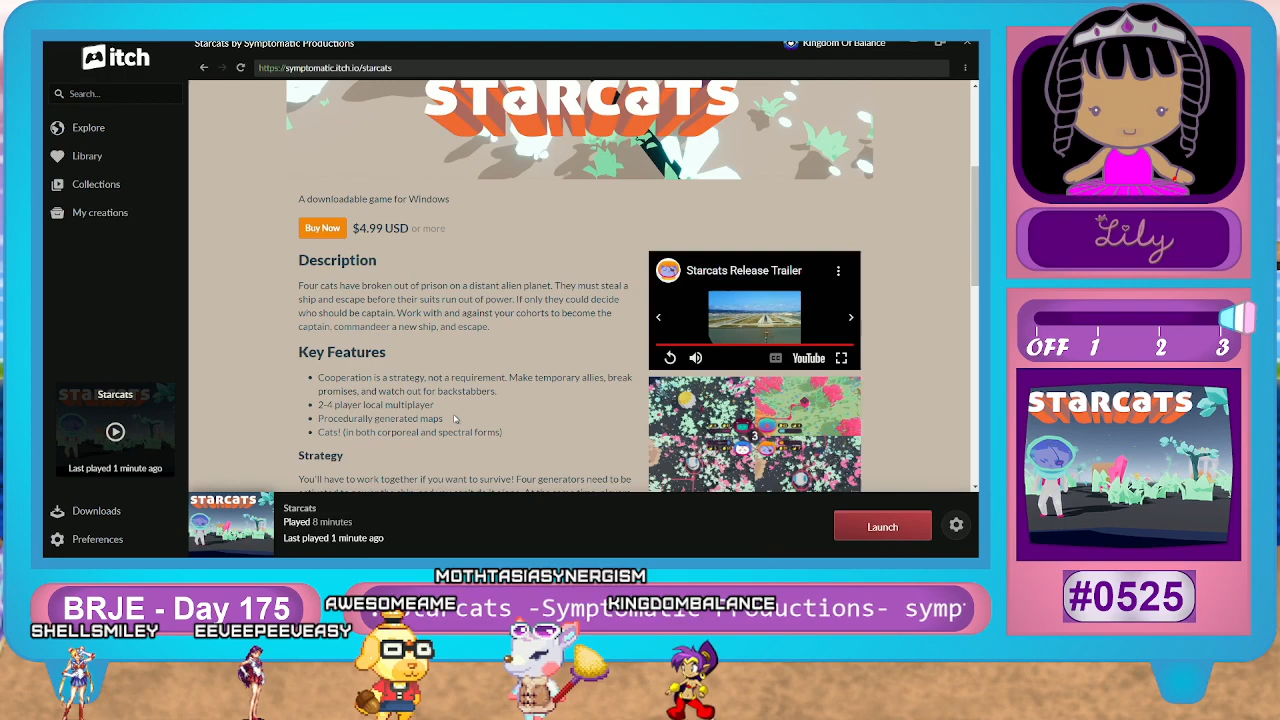 Starcats by Symptomatic Productions
Kingdom Of Balance
itch
https://symptomatic.itch.io/starcats
Search...
Explore
Library
Collections
My creations
STARCATS
A downloadable game for Windows
Buy Now $4.99 USD or more
Description
Four cats have broken out of prison on a distant alien planet. They must steal a
ship and escape before their suits run out of power. If only they could decide
who should be captain. Work with and against your cohorts to become the
captain, commandeer a new ship, and escape.
Key Features
Cooperation is a strategy, not a requirement. Make temporary allies, break
promises, and watch out for backstabbers.
2-4 player local multiplayer
Procedurally generated maps
Cats! (in both corporeal and spectral forms)
Strategy
You'll have to work together if you want to survive! Four generators need to be
Starcats Release Trailer
CC YouTube
3
Starcats
Last played 1 minute ago
Downloads
Preferences
STARCATS
Starcats
Played 8 minutes
Last played 1 minute ago
Launch
Lily
OFF 1 2 3
STARCATS
#0525
BRJE - Day 175
Starcats -Symptomatic Productions- symp
MOTHTASIASYNERGISM
AWESOMEAME
KINGDOMBALANCE
SHELLSMILEY
EEVEEPEEVEASY